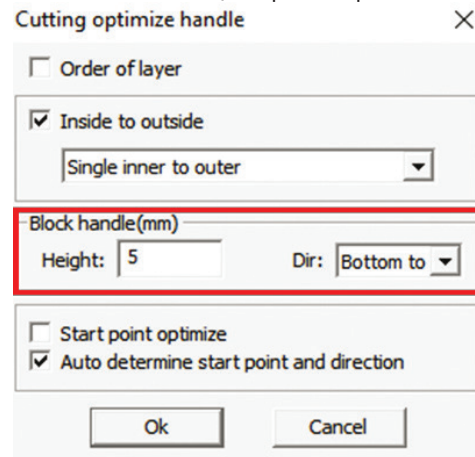 Cutting optimize handle
Order of layer
Inside to outside
Single inner to outer
Block handle(mm)
Height: 5 Dir: Bottom to
Start point optimize
Auto determine start point and direction
Ok Cancel